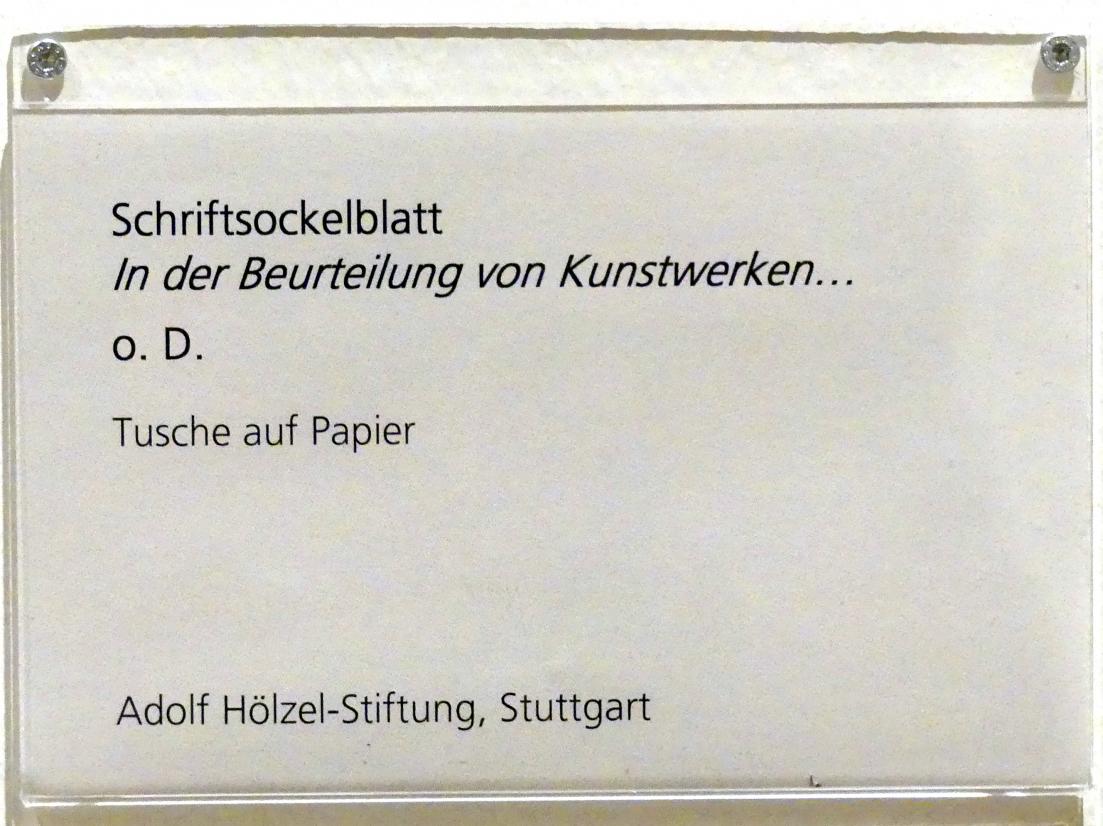 Schriftsockelblatt
In der Beurteilung von Kunstwerken...
o. D.
Tusche auf Papier
Adolf Hölzel-Stiftung, Stuttgart